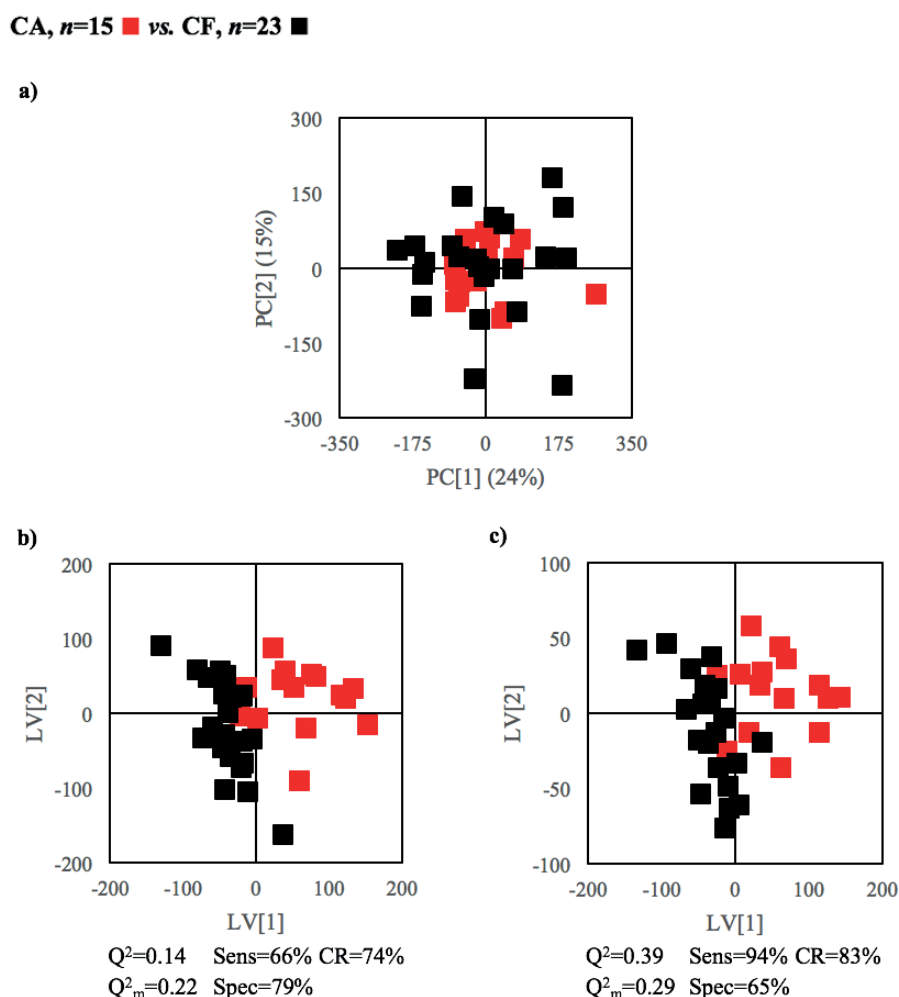 CA, n=15 ■ vs. CF, n=23 ■
a)
300
150
0
-150
-300
PC[2] (15%)
-350 -175 0 175 350
PC[1] (24%)
b)
200
100
0
-100
-200
LV[2]
-200 -100 0 100 200
LV[1]
Q²=0.14 Sens=66% CR=74%
Q²m=0.22 Spec=79%
c)
100
50
0
-50
-100
LV[2]
-200 -100 0 100 200
LV[1]
Q²=0.39 Sens=94% CR=83%
Q²m=0.29 Spec=65%